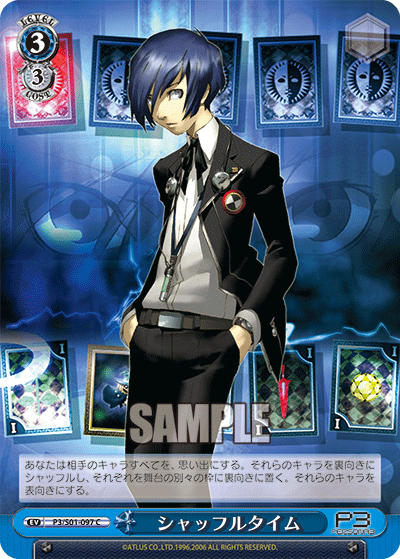 LEVEL
3
3
COST
I
I
I
I
SAMPLE
あなたは相手のキャラすべてを、思い出にする。それらのキャラを裏向きに
シャッフルし、それぞれを舞台の別々の枠に裏向きに置く。それらのキャラを
表向きにする。
EV P3/S01-097 C シャッフルタイム P3 PERSONA3
©ATLUS CO.,LTD.1996,2006 ALL RIGHTS RESERVED.